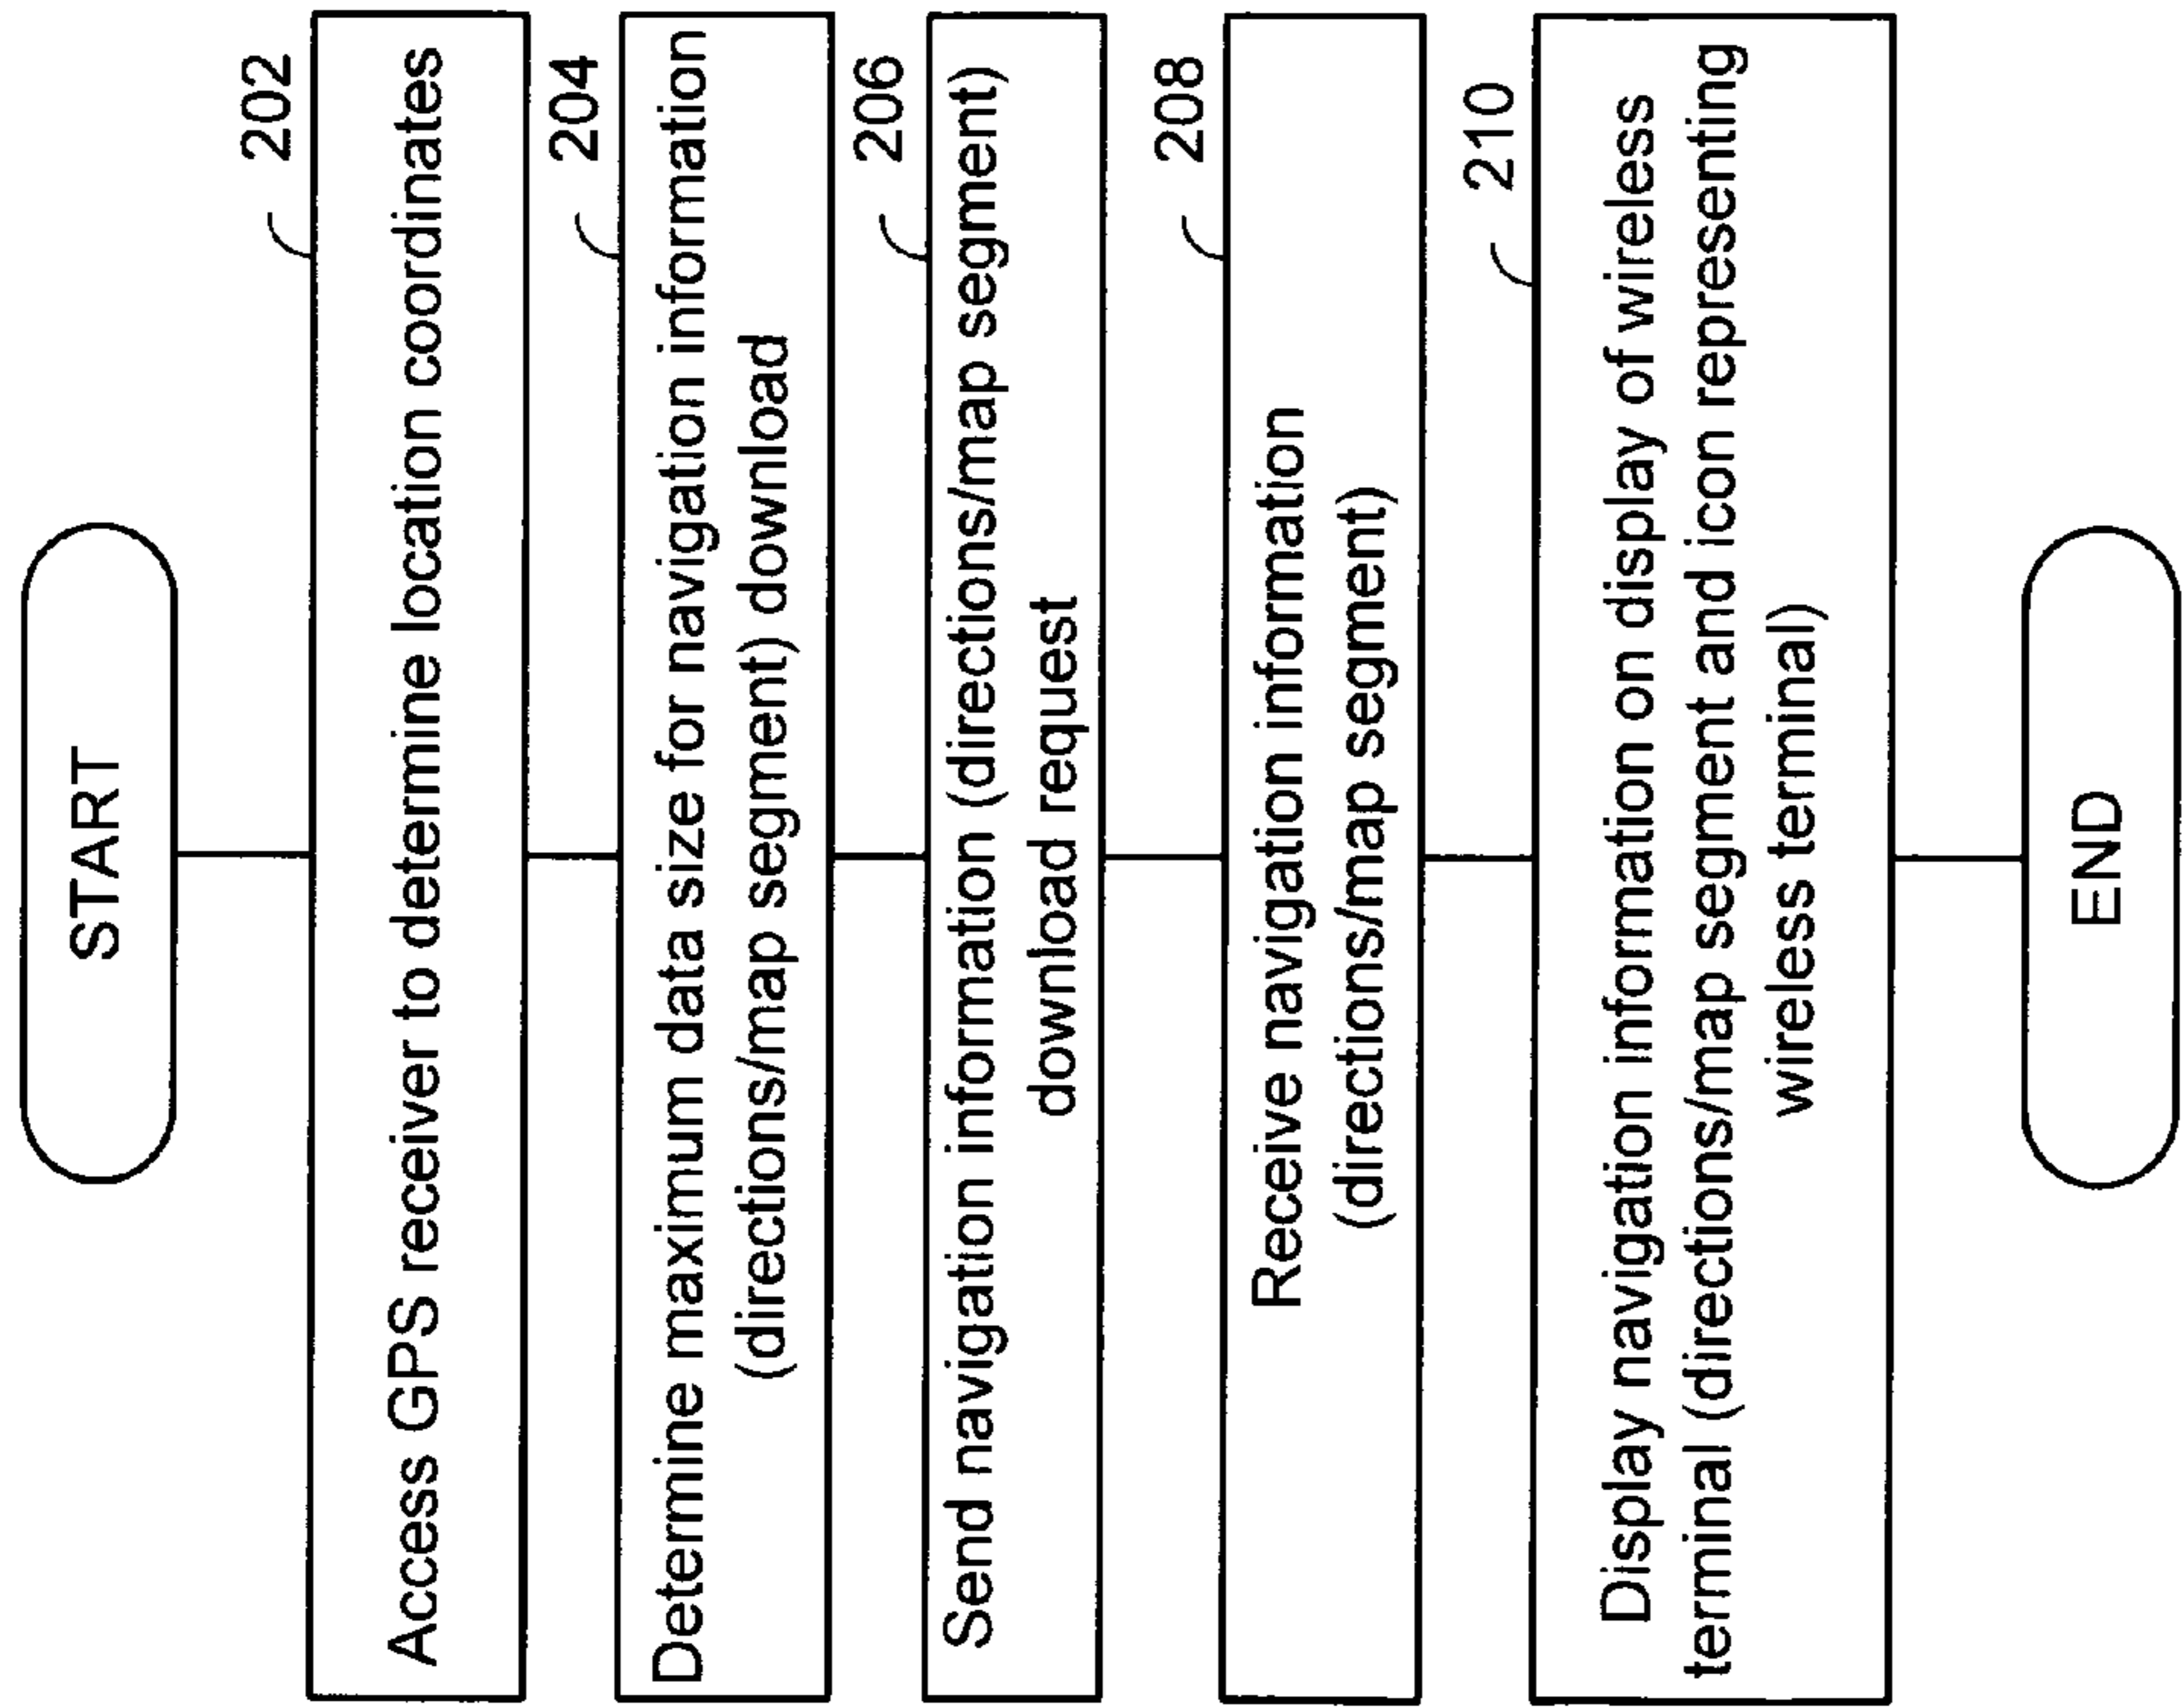 START
202
Access GPS receiver to determine location coordinates
204
Determine maximum data size for navigation information
(directions/map segment) download
206
Send navigation information (directions/map segment)
download request
208
Receive navigation information
(directions/map segment)
210
Display navigation information on display of wireless
terminal (directions/map segment and icon representing
wireless terminal)
END